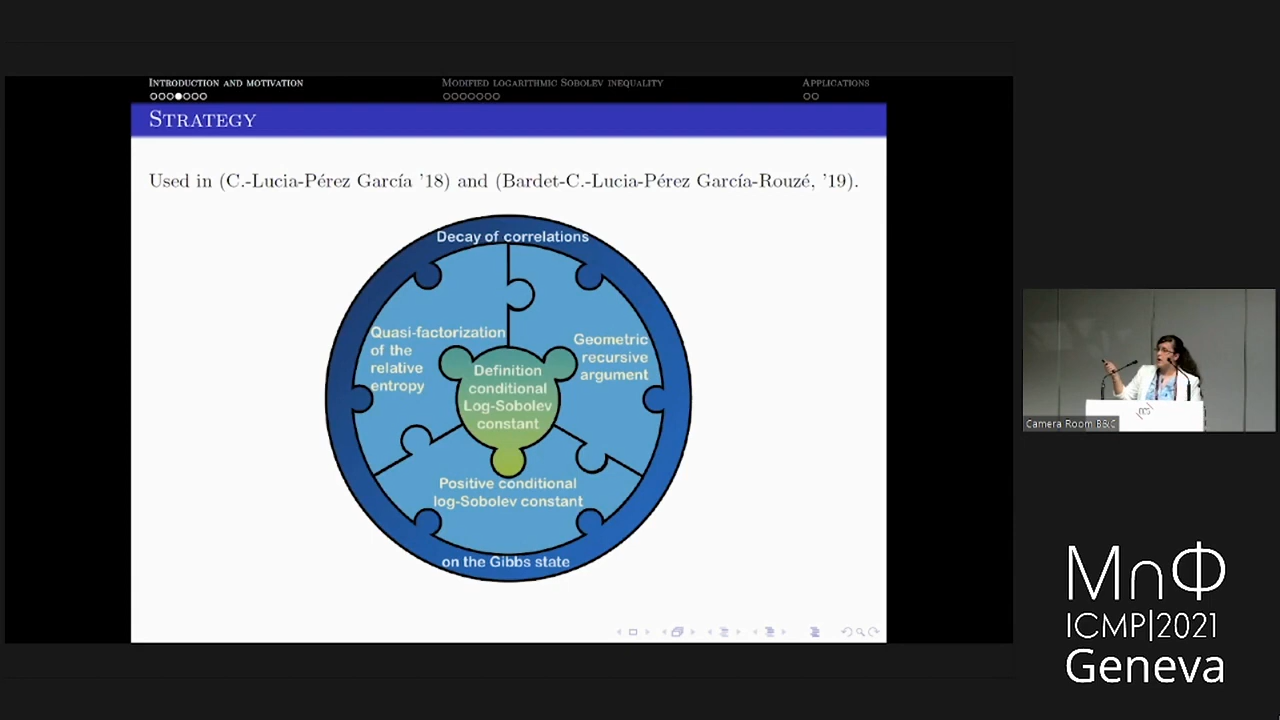 Introduction and motivation
Modified logarithmic Sobolev inequality
Applications
Strategy
Used in (C.-Lucia-Pérez García '18) and (Bardet-C.-Lucia-Pérez García-Rouzé, '19).
Decay of correlations
Quasi-factorization
of the
relative
entropy
Geometric
recursive
argument
Definition
conditional
Log-Sobolev
constant
Positive conditional
log-Sobolev constant
on the Gibbs state
Camera Room B&C
M∩Φ
ICMP|2021
Geneva